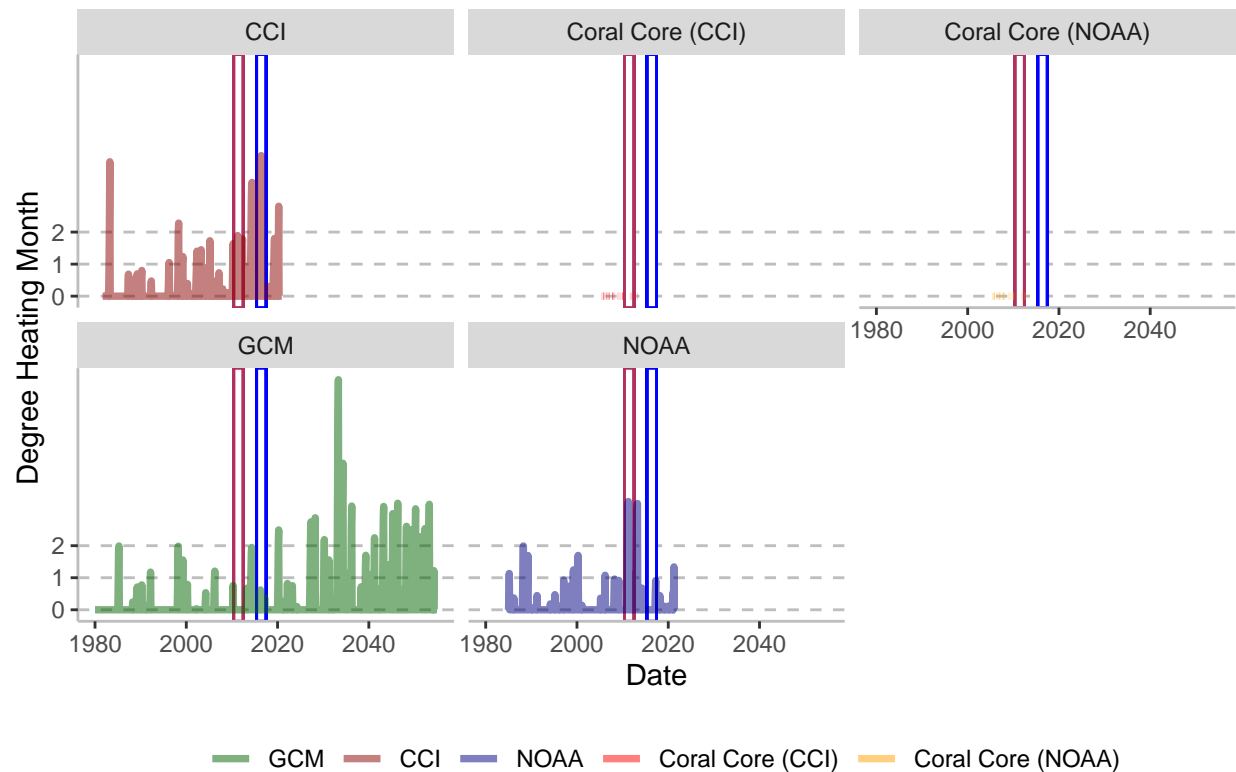 CCI Coral Core (CCI) Coral Core (NOAA)
2
1
0
1980 2000 2020 2040
GCM NOAA
2
1
0
1980 2000 2020 2040 1980 2000 2020 2040
Degree Heating Month
Date
GCM CCI NOAA Coral Core (CCI) Coral Core (NOAA)